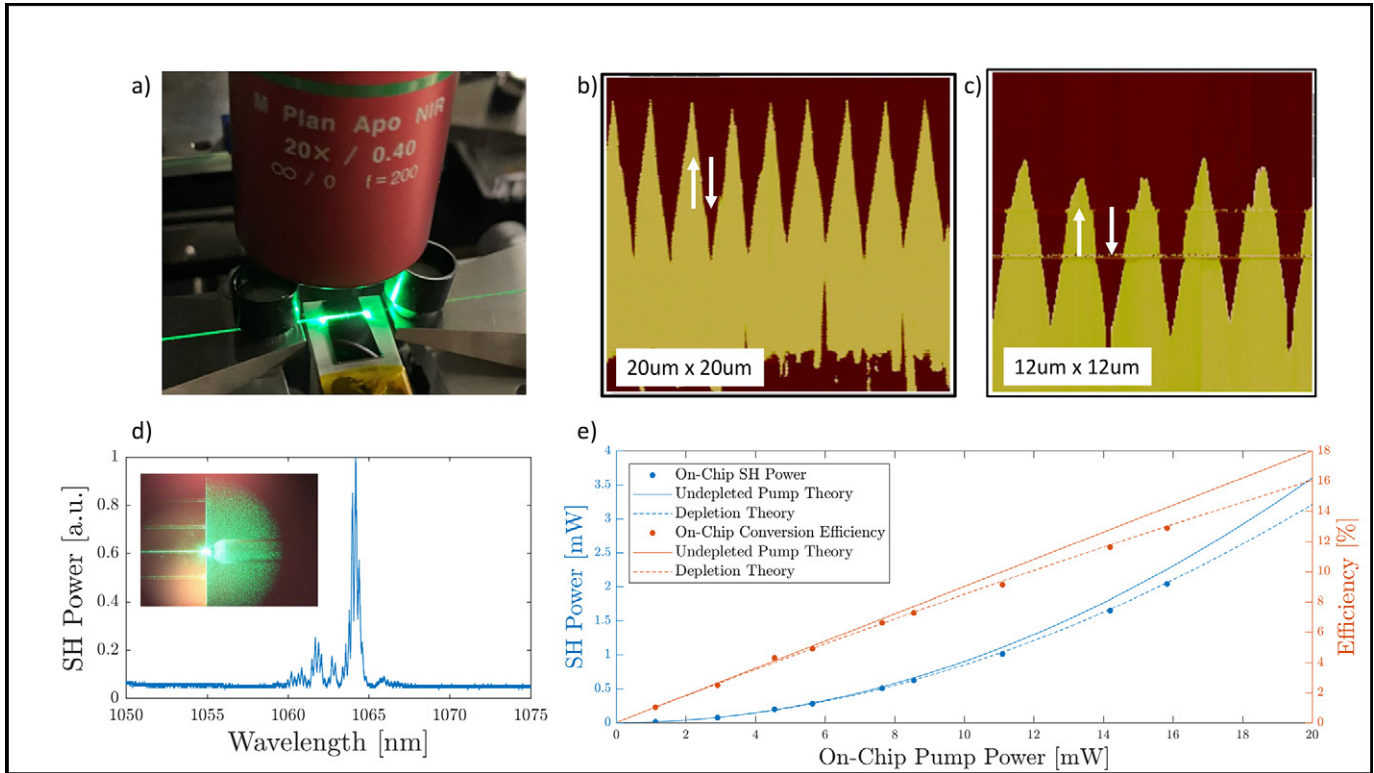 a)
M Plan Apo NIR
20X / 0.40
∞ / 0 f=200
b)
20um x 20um
c)
12um x 12um
d)
SH Power [a.u.]
1
0.8
0.6
0.4
0.2
0
1050 1055 1060 1065 1070 1075
Wavelength [nm]
e)
SH Power [mW]
4
3.5
3
2.5
2
1.5
1
0.5
0
On-Chip SH Power
Undepleted Pump Theory
Depletion Theory
On-Chip Conversion Efficiency
Undepleted Pump Theory
Depletion Theory
18
16
14
12
10
8
6
4
2
0
Efficiency [%]
0 2 4 6 8 10 12 14 16 18 20
On-Chip Pump Power [mW]